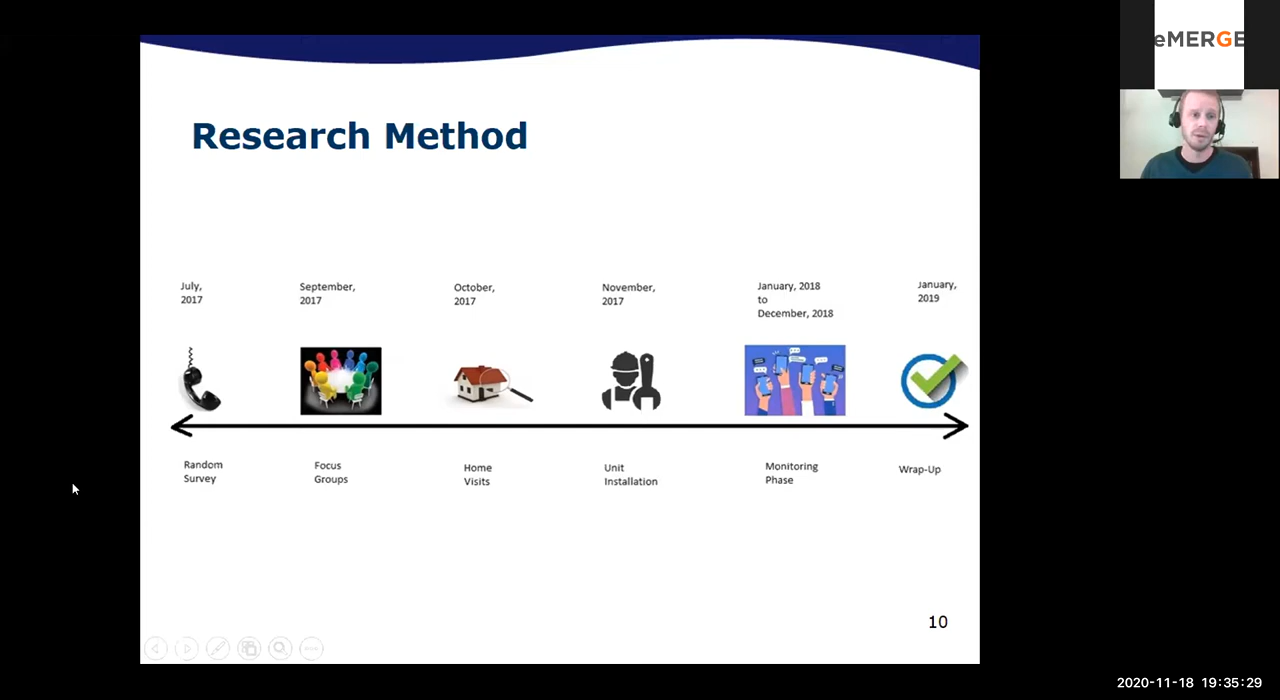 eMERGE
Research Method
July,
2017
September,
2017
October,
2017
November,
2017
January, 2018
to
December, 2018
January,
2019
Random
Survey
Focus
Groups
Home
Visits
Unit
Installation
Monitoring
Phase
Wrap-Up
10
2020-11-18 19:35:29